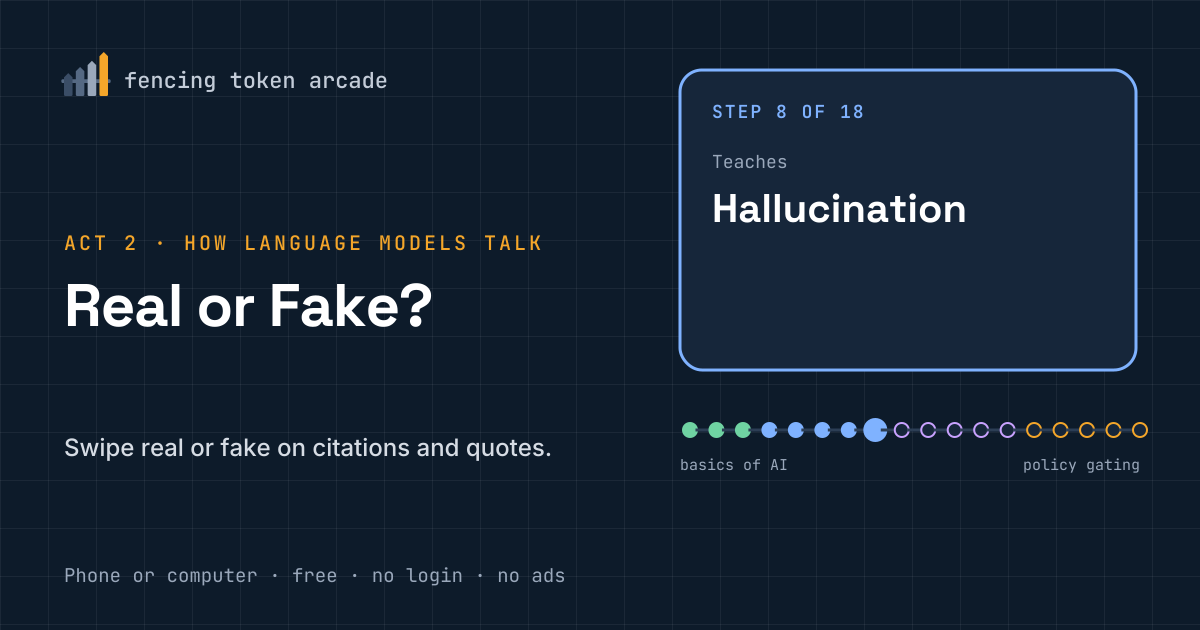 fencing token arcade
ACT 2 · HOW LANGUAGE MODELS TALK
Real or Fake?
Swipe real or fake on citations and quotes.
Phone or computer · free · no login · no ads
STEP 8 OF 18
Teaches
Hallucination
basics of AI
policy gating